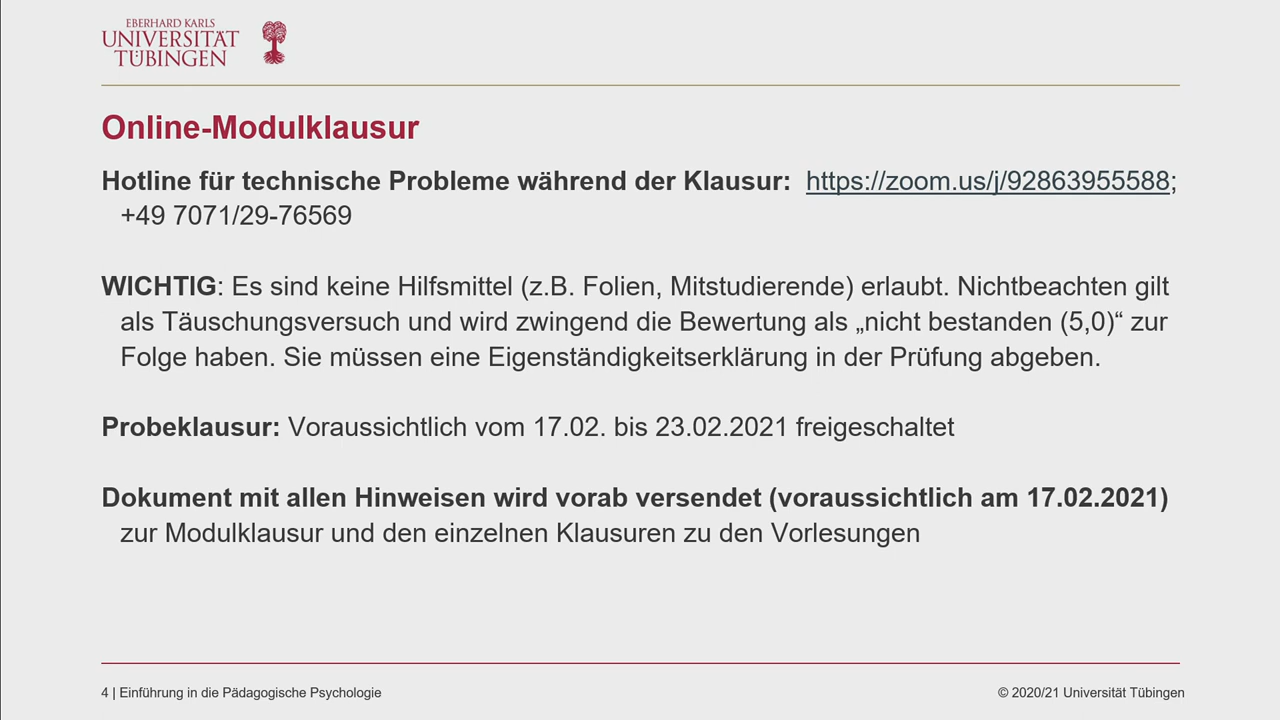 EBERHARD KARLS
UNIVERSITÄT
TÜBINGEN
Online-Modulklausur
Hotline für technische Probleme während der Klausur: https://zoom.us/j/92863955588;
+49 7071/29-76569
WICHTIG: Es sind keine Hilfsmittel (z.B. Folien, Mitstudierende) erlaubt. Nichtbeachten gilt
als Täuschungsversuch und wird zwingend die Bewertung als „nicht bestanden (5,0)“ zur
Folge haben. Sie müssen eine Eigenständigkeitserklärung in der Prüfung abgeben.
Probeklausur: Voraussichtlich vom 17.02. bis 23.02.2021 freigeschaltet
Dokument mit allen Hinweisen wird vorab versendet (voraussichtlich am 17.02.2021)
zur Modulklausur und den einzelnen Klausuren zu den Vorlesungen
4 | Einführung in die Pädagogische Psychologie
© 2020/21 Universität Tübingen